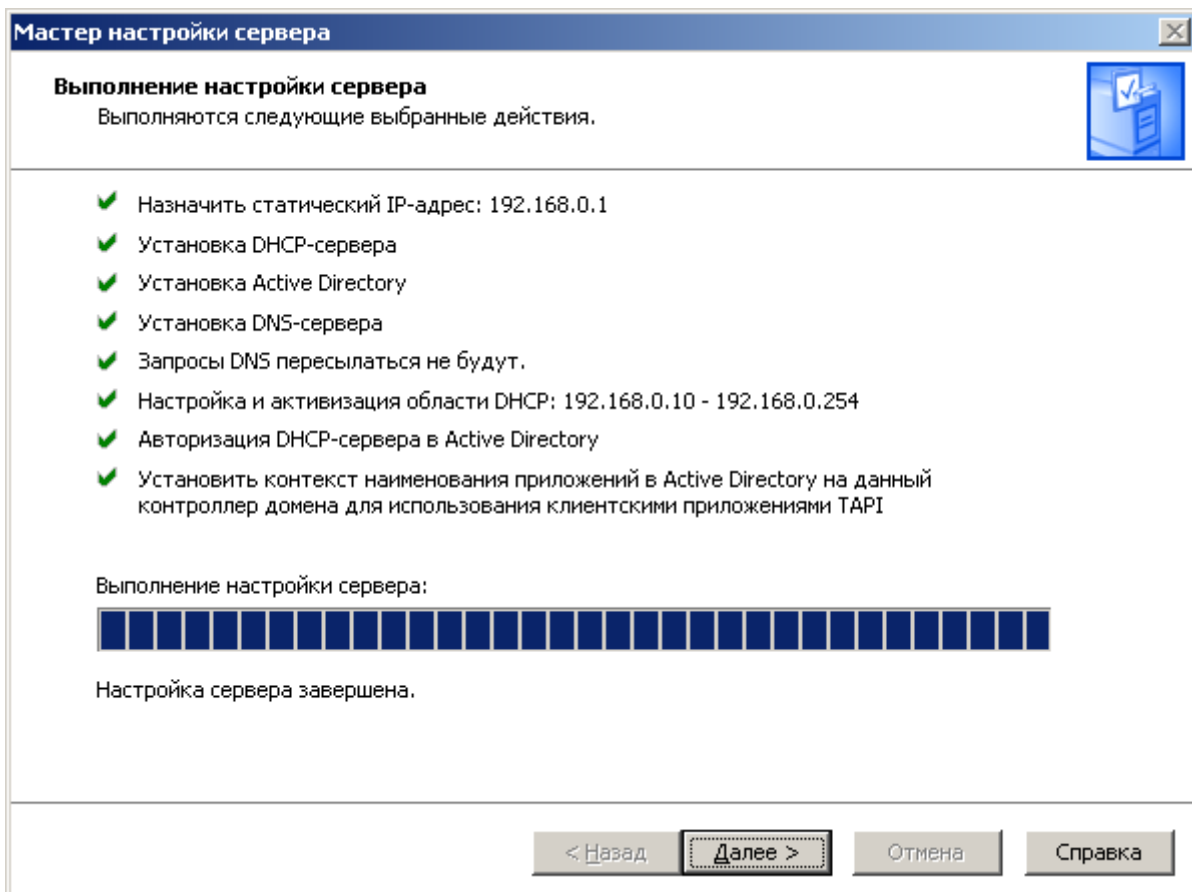 Мастер настройки сервера
Выполнение настройки сервера
Выполняются следующие выбранные действия.
Назначить статический IP-адрес: 192.168.0.1
Установка DHCP-сервера
Установка Active Directory
Установка DNS-сервера
Запросы DNS пересылаться не будут.
Настройка и активизация области DHCP: 192.168.0.10 - 192.168.0.254
Авторизация DHCP-сервера в Active Directory
Установить контекст наименования приложений в Active Directory на данный
контроллер домена для использования клиентскими приложениями TAPI
Выполнение настройки сервера:
Настройка сервера завершена.
< Назад Далее > Отмена Справка